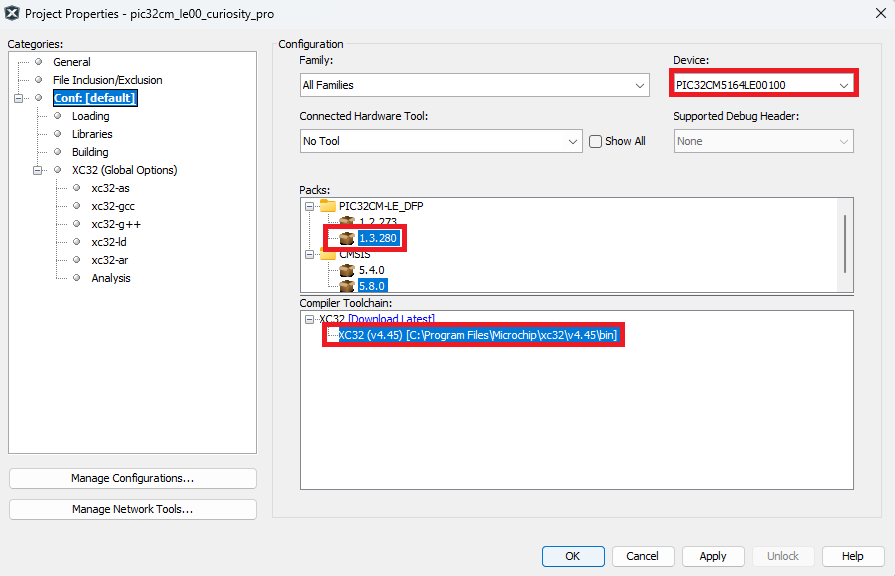 Project Properties - pic32cm_le00_curiosity_pro
Categories:
General
File Inclusion/Exclusion
Conf: [default]
Loading
Libraries
Building
XC32 (Global Options)
xc32-as
xc32-gcc
xc32-g++
xc32-ld
xc32-ar
Analysis
Manage Configurations...
Manage Network Tools...
Configuration
Family:
Device:
All Families
PIC32CM5164LE00100
Connected Hardware Tool:
Supported Debug Header:
No Tool
Show All
None
Packs:
PIC32CM-LE_DFP
1.2.273
1.3.280
CMSIS
5.4.0
5.8.0
Compiler Toolchain:
XC32 [Download Latest]
XC32 (v4.45) [C:\Program Files\Microchip\xc32\v4.45\bin]
OK
Cancel
Apply
Unlock
Help